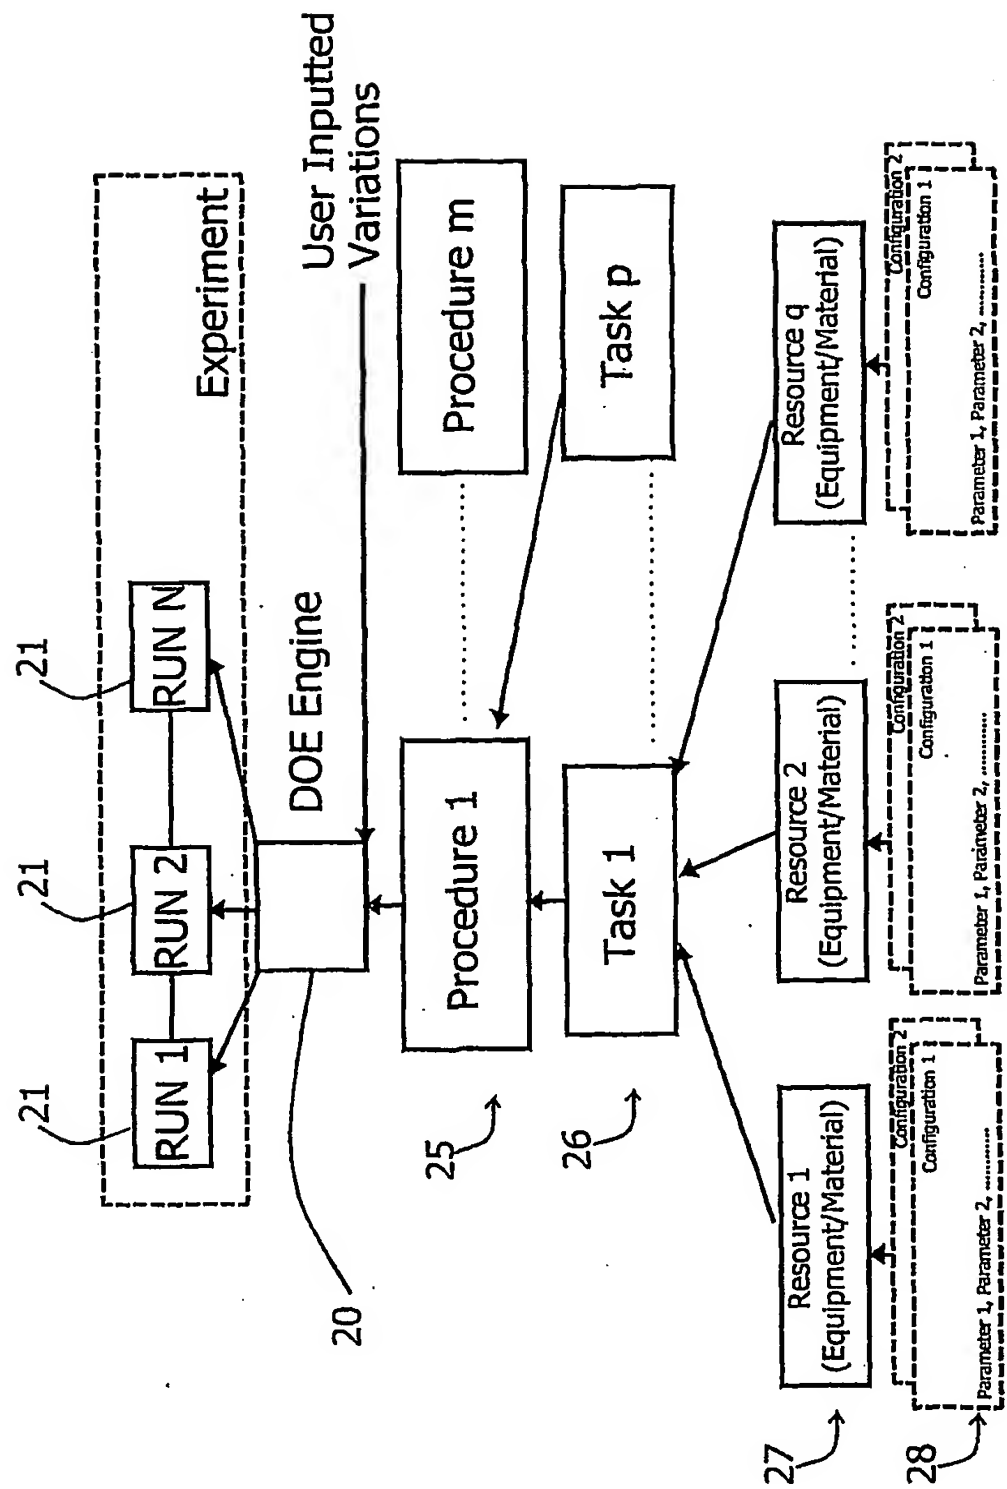 21
21
21
RUN 1
RUN 2
RUN N
Experiment
20
DOE Engine
User Inputted
Variations
25
Procedure 1
Procedure m
26
Task 1
Task p
27
Resource 1
(Equipment/Material)
Resource 2
(Equipment/Material)
Resource q
(Equipment/Material)
28
Configuration 2
Configuration 1
Parameter 1, Parameter 2, ............
Configuration 2
Configuration 1
Parameter 1, Parameter 2, ............
Configuration 2
Configuration 1
Parameter 1, Parameter 2, ............